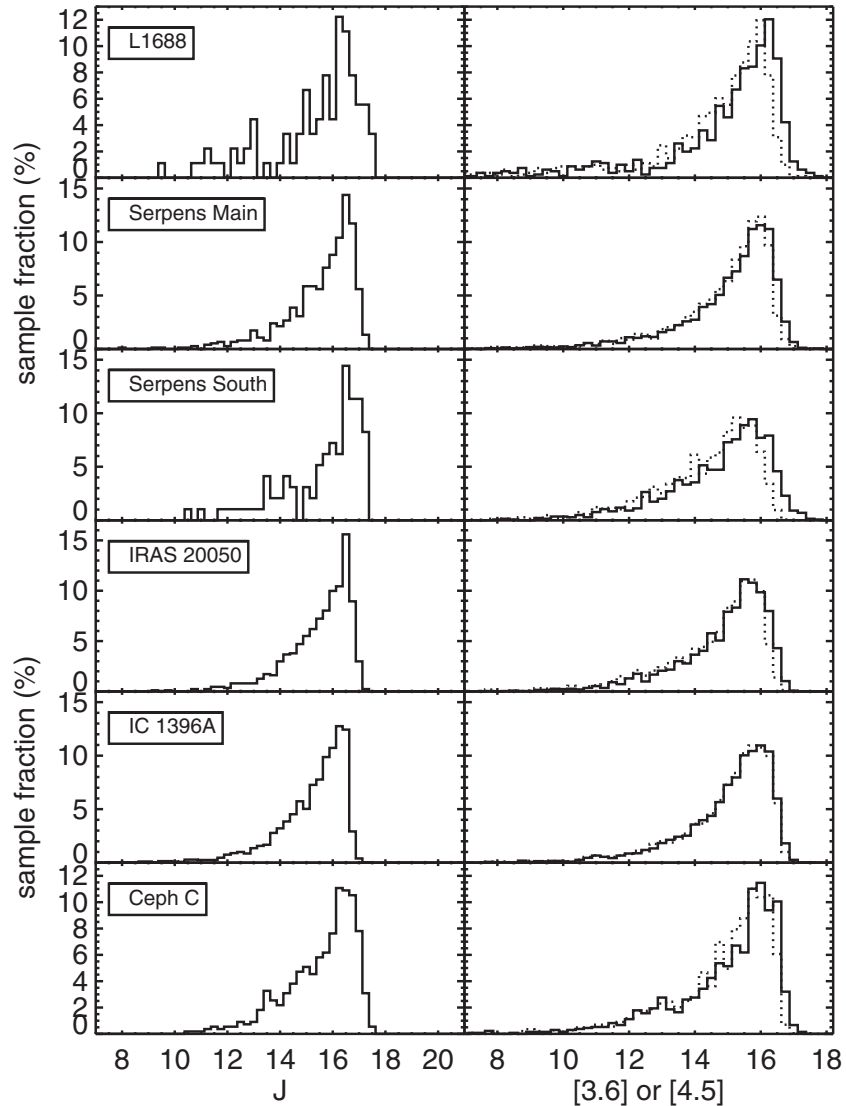 L1688
12
10
8
6
4
2
0
Serpens Main
15
10
5
0
Serpens South
15
10
5
0
IRAS 20050
15
10
5
0
IC 1396A
15
10
5
0
Ceph C
12
10
8
6
4
2
0
sample fraction (%)
sample fraction (%)
8 10 12 14 16 18 20
10 12 14 16 18
J
[3.6] or [4.5]